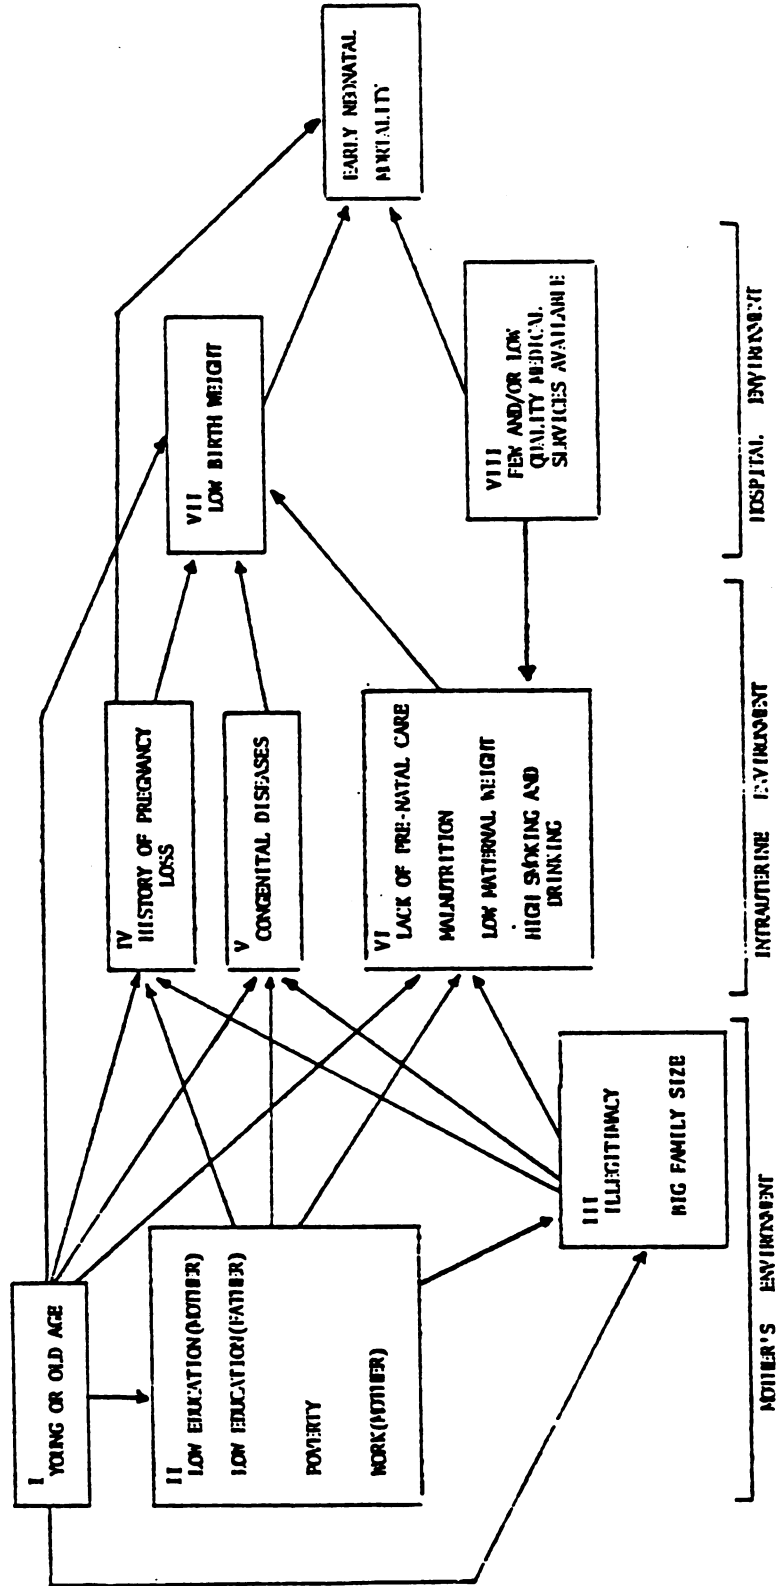 I
YOUNG OR OLD AGE
II
LOW EDUCATION(MOTHER)
LOW EDUCATION(FATHER)
POVERTY
WORK(MOTHER)
III
ILLEGITIMACY
BIG FAMILY SIZE
IV
HISTORY OF PREGNANCY
LOSS
V
CONGENITAL DISEASES
VI
LACK OF PRE-NATAL CARE
MALNUTRITION
LOW MATERNAL WEIGHT
HIGH SMOKING AND
DRINKING
VII
LOW BIRTH WEIGHT
VIII
FEW AND/OR LOW
QUALITY MEDICAL
SERVICES AVAILABLE
EARLY NEONATAL
MORTALITY
MOTHER'S ENVIRONMENT
INTRAUTERINE ENVIRONMENT
HOSPITAL ENVIRONMENT